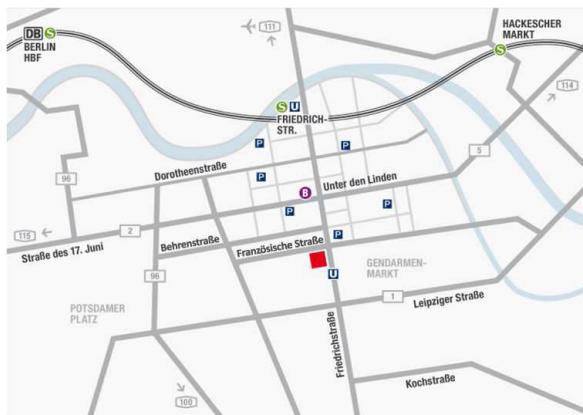 111
HACKESCHER
MARKT
DB S
BERLIN
HBF
S
114
S U
FRIEDRICH-
STR.
P
P
5
Dorotheenstraße
96
P
Unter den Linden
B
P
P
115
2
Straße des 17. Juni
Behrenstraße
Französische Straße
P
GENDARMEN-
MARKT
U
96
1
Leipziger Straße
POTSDAMER
PLATZ
Friedrichstraße
Kochstraße
100